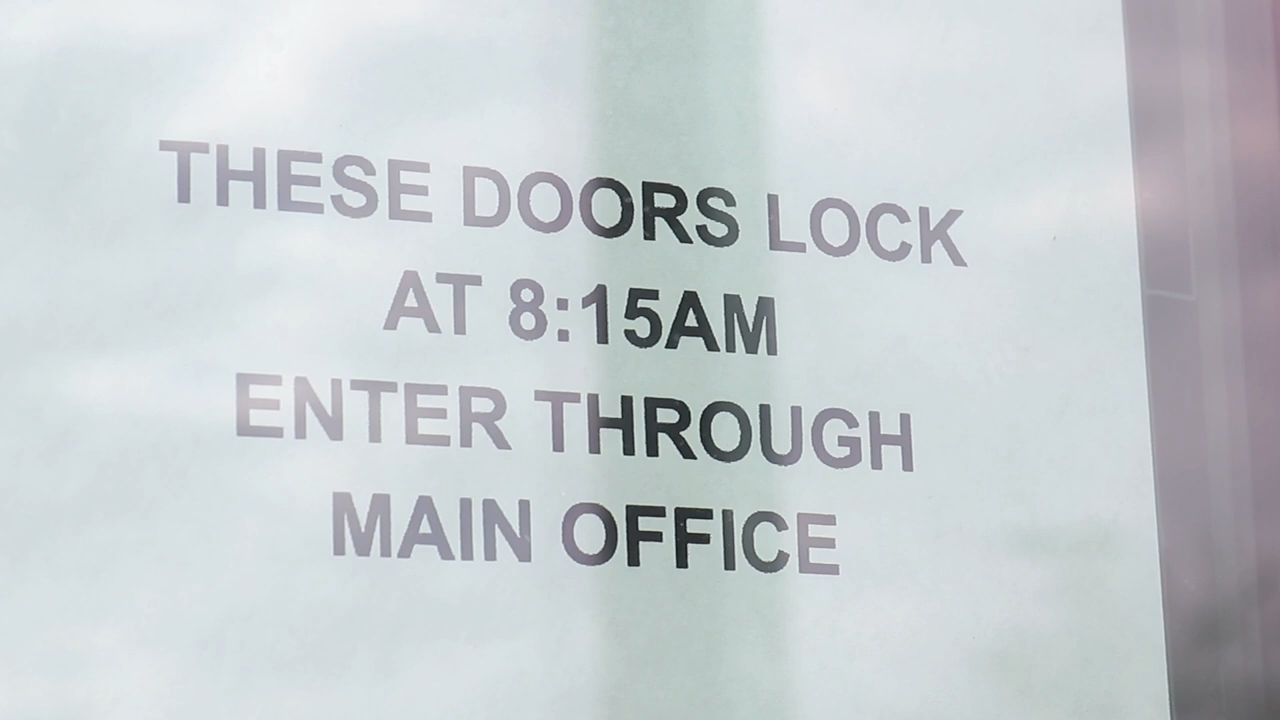 THESE DOORS LOCK
AT 8:15AM
ENTER THROUGH
MAIN OFFICE